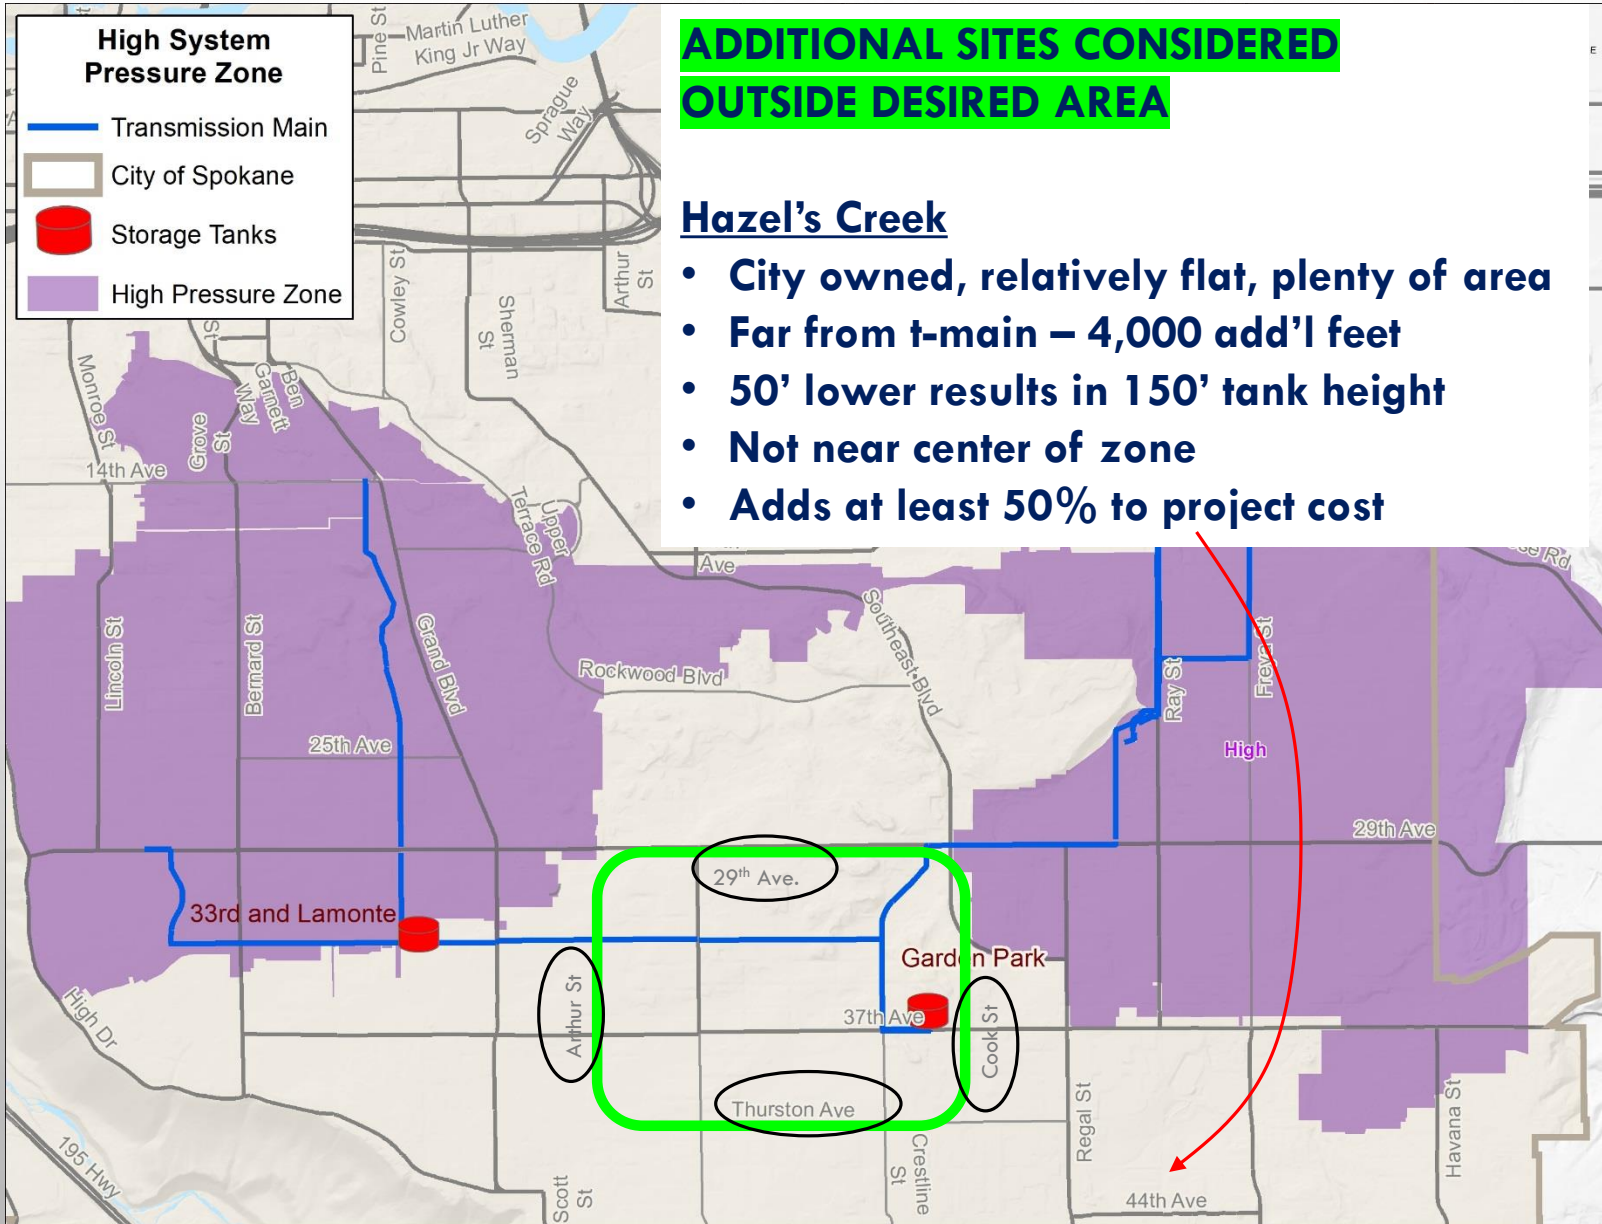 High System
Pressure Zone
Transmission Main
City of Spokane
Storage Tanks
High Pressure Zone
ADDITIONAL SITES CONSIDERED
OUTSIDE DESIRED AREA
Hazel's Creek
• City owned, relatively flat, plenty of area
• Far from t-main – 4,000 add'l feet
• 50' lower results in 150' tank height
• Not near center of zone
• Adds at least 50% to project cost
Pine St
Martin Luther
King Jr Way
Sprague
Way
Cowley St
Sherman
St
Arthur
St
St
Monroe St
Grove
St
Garnett
Way
Ben
14th Ave
Upper
Terrace Rd
Ave
Southeast Blvd
Rd
Lincoln St
Bernard St
Grand Blvd
Rockwood Blvd
Ray St
Freya St
25th Ave
High
29th Ave
29th Ave.
33rd and Lamonte
Garden Park
Arthur St
37th Ave
Cook St
High Dr
Thurston Ave
Regal St
Havana St
195 Hwy
Scott
St
Crestline
St
44th Ave